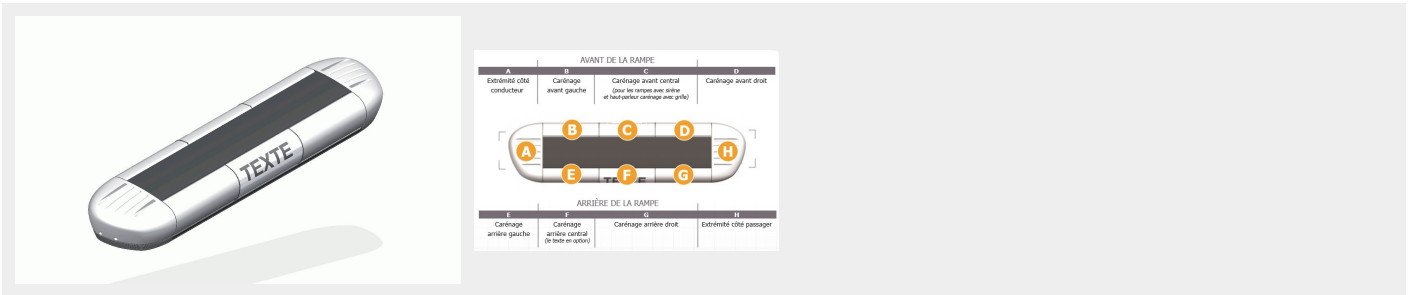 TEXTE
AVANT DE LA RAMPE
A B C D
Extrémité côté conducteur
Carénage avant gauche
Carénage avant central
(pour les rampes avec sirène
et haut-parleur carénage avec grille)
Carénage avant droit
B C D
A H
E F G
TEXTE
ARRIÈRE DE LA RAMPE
E F G H
Carénage arrière gauche
Carénage arrière central
(le texte en option)
Carénage arrière droit
Extrémité côté passager